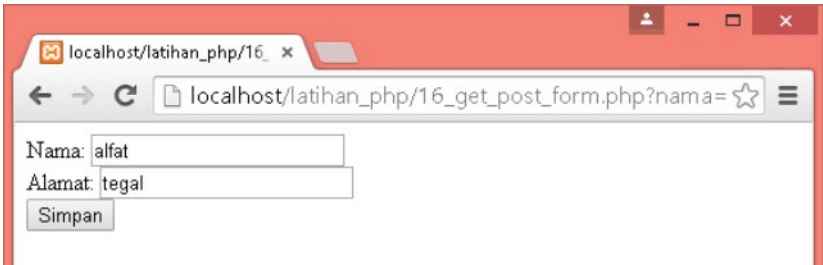 localhost/latihan_php/16_
localhost/latihan_php/16_get_post_form.php?nama=
Nama: alfat
Alamat: tegal
Simpan